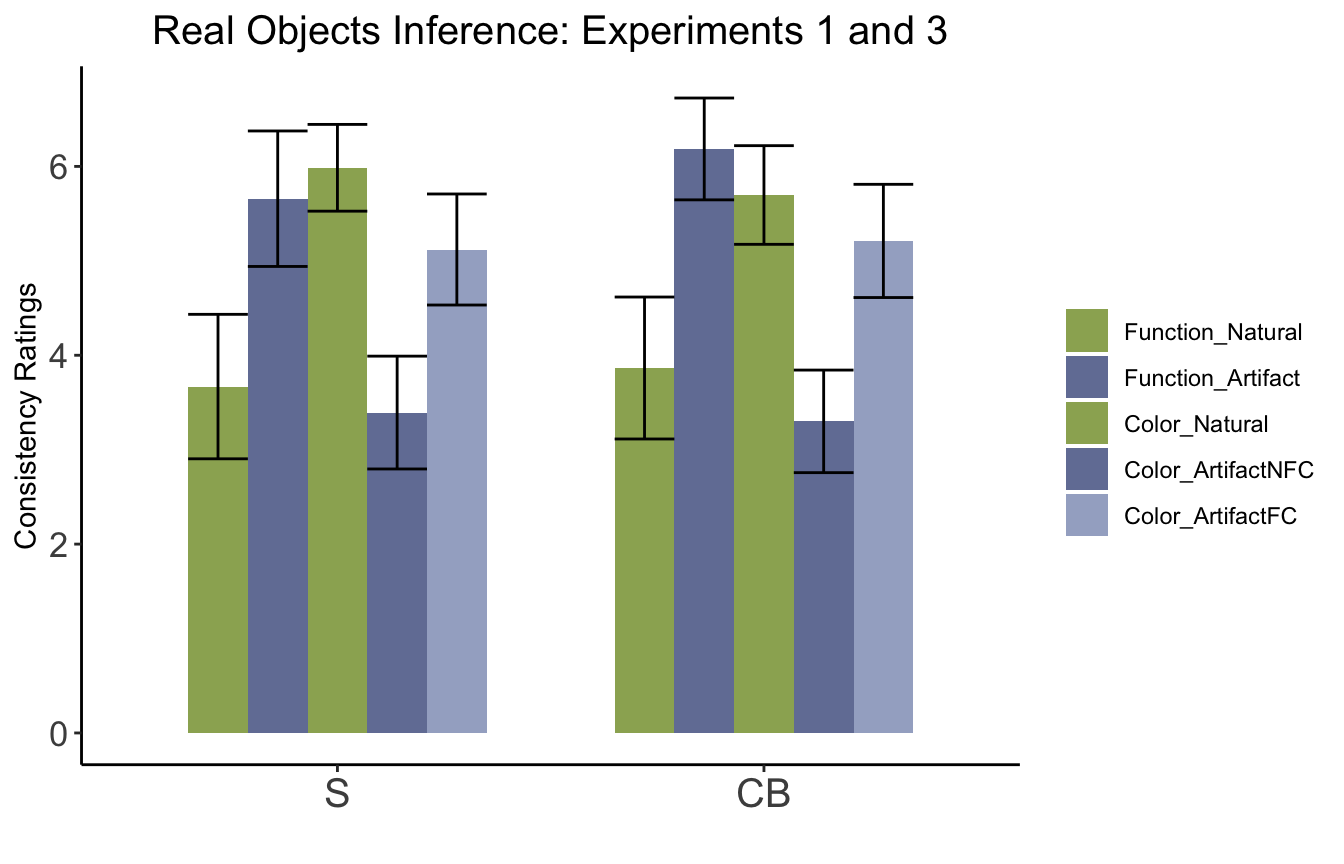 Real Objects Inference: Experiments 1 and 3
Consistency Ratings
6
4
2
0
S
CB
Function_Natural
Function_Artifact
Color_Natural
Color_ArtifactNFC
Color_ArtifactFC